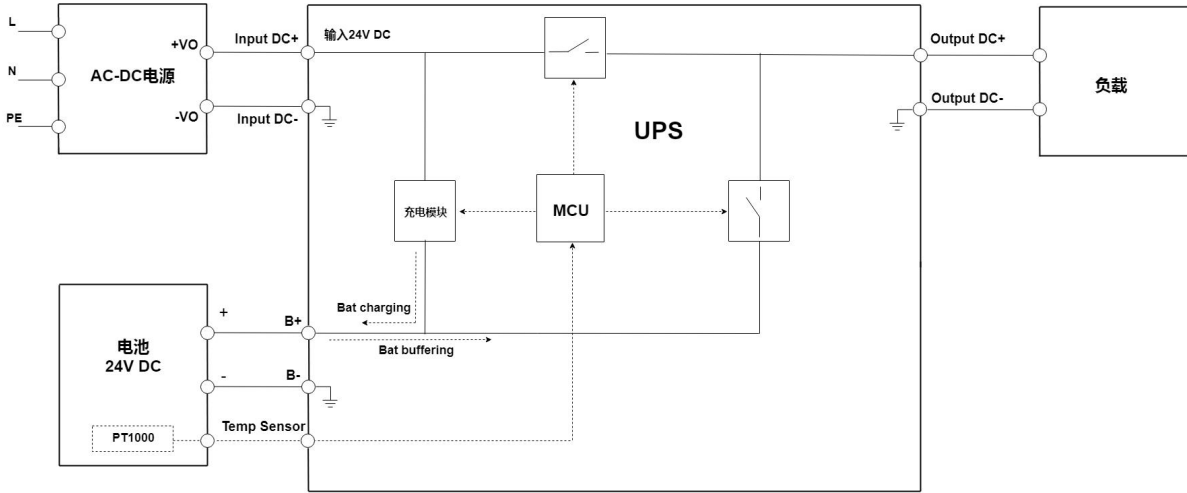 L
N
PE
AC-DC电源
+VO
-VO
Input DC+
Input DC-
输入24V DC
UPS
Output DC+
Output DC-
负载
充电模块
MCU
Bat charging
Bat buffering
电池
24V DC
+
-
B+
B-
PT1000
Temp Sensor